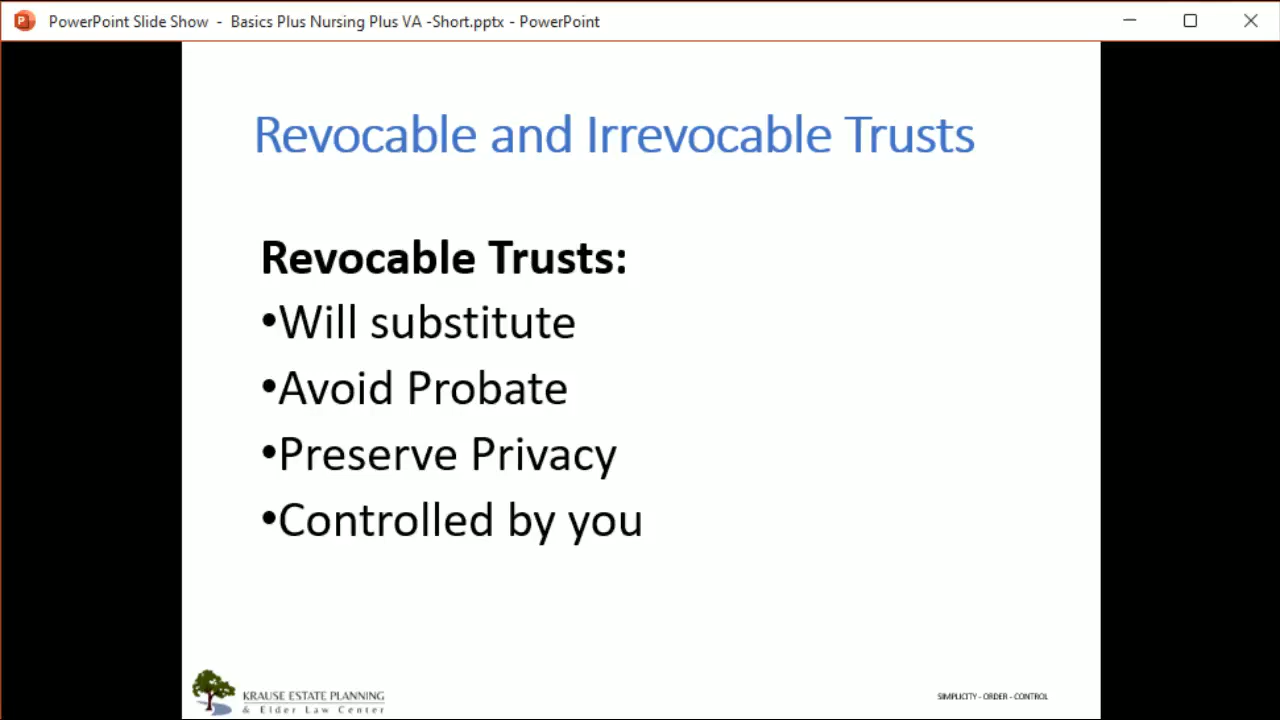 PowerPoint Slide Show - Basics Plus Nursing Plus VA -Short.pptx - PowerPoint
Revocable and Irrevocable Trusts
Revocable Trusts:
•Will substitute
•Avoid Probate
•Preserve Privacy
•Controlled by you
KRAUSE ESTATE PLANNING
& Elder Law Center
SIMPLICITY - ORDER - CONTROL